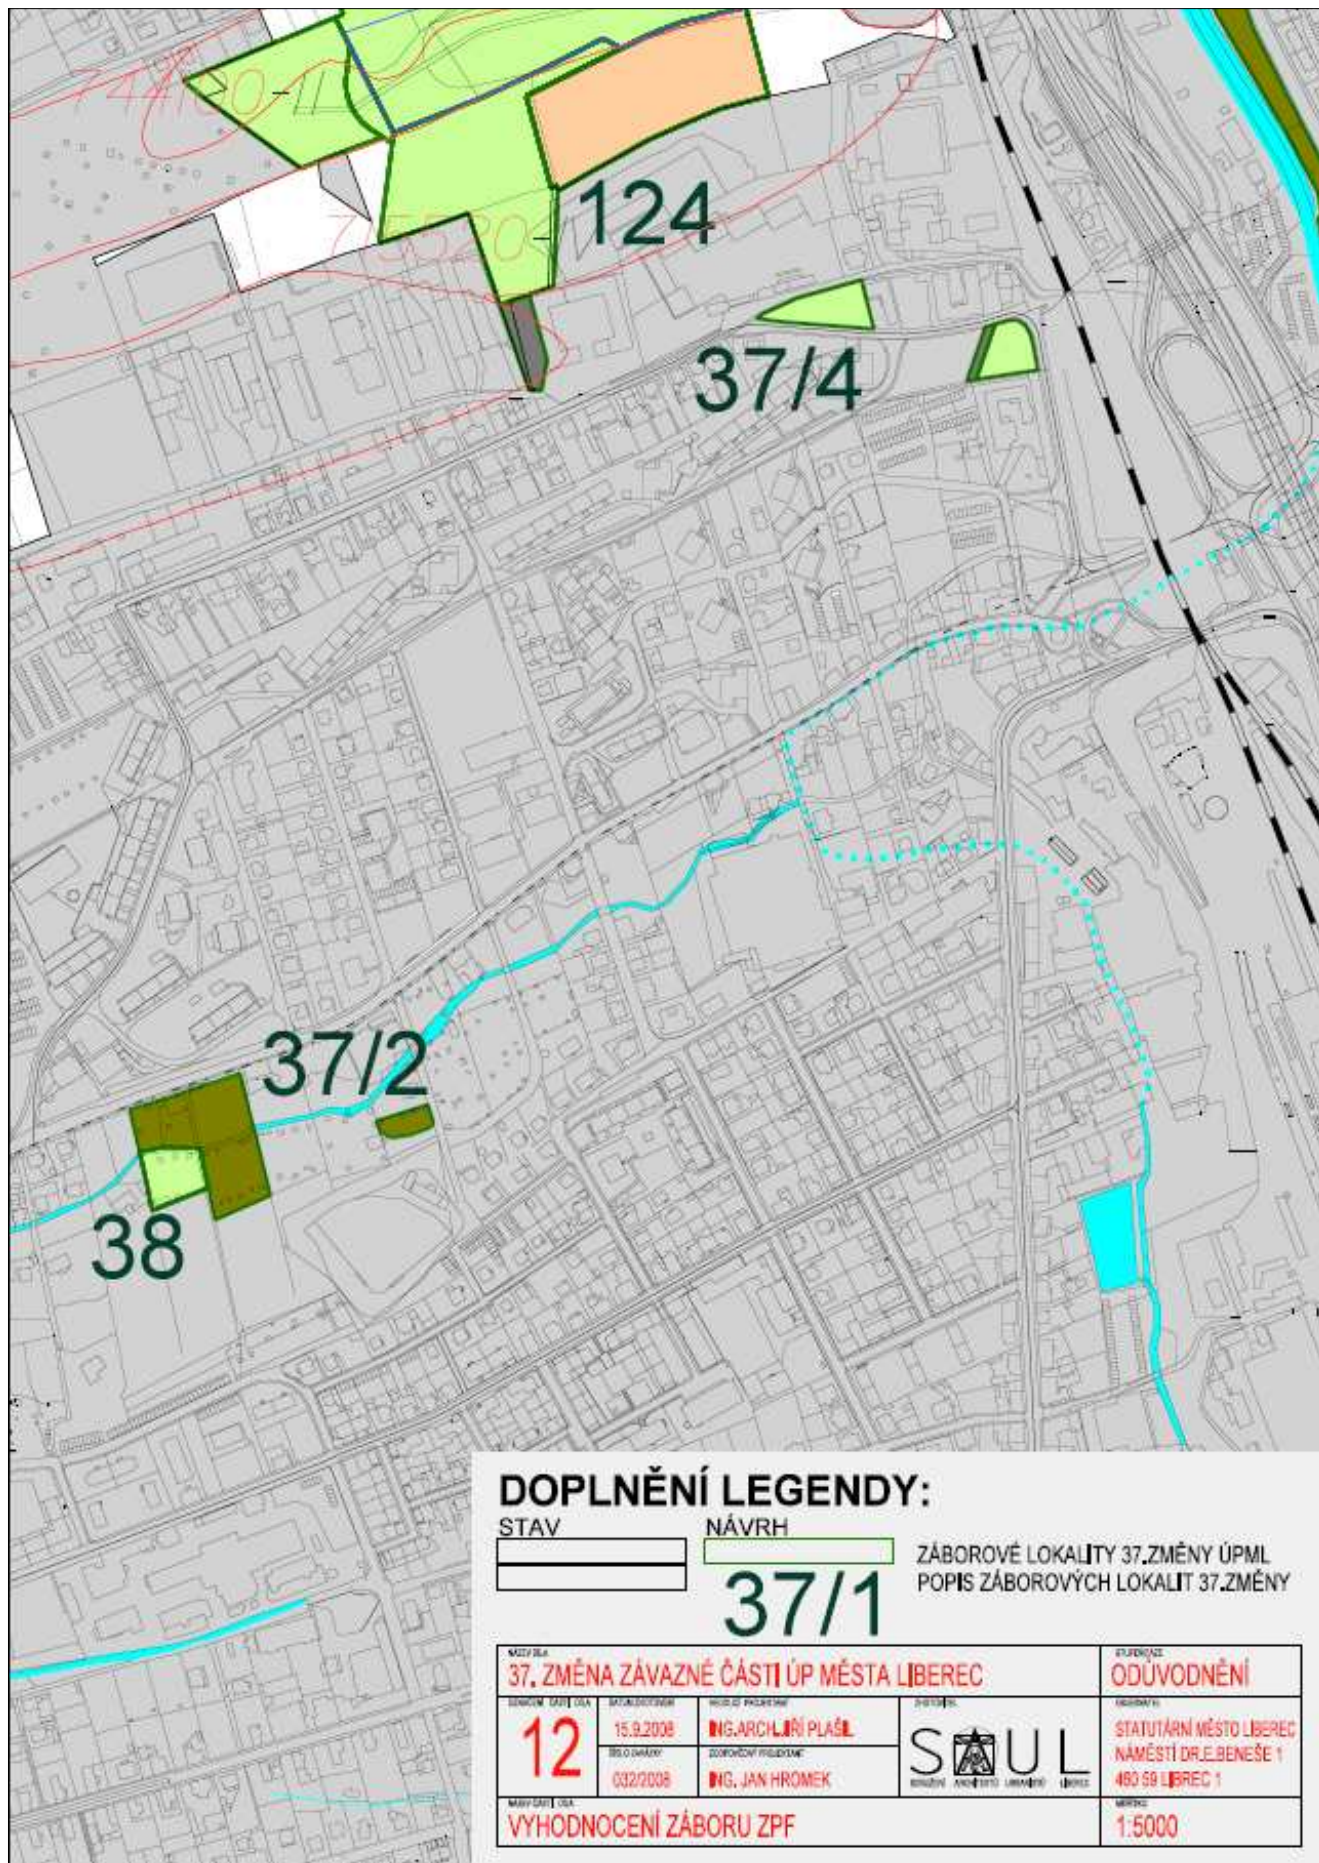 744160
75520
124
37/4
37/2
38
DOPLNĚNÍ LEGENDY:
STAV NÁVRH
ZÁBOROVÉ LOKALITY 37.ZMĚNY ÚPML
37/1 POPIS ZÁBOROVÝCH LOKALIT 37.ZMĚNY
37. ZMĚNA ZÁVAZNÉ ČÁSTI ÚP MĚSTA LIBEREC
ODŮVODNĚNÍ
12
15.9.2008
ING.ARCH.JIŘÍ PLAŠIL
032/2008
ING. JAN HROMEK
SAUL
STATUTÁRNÍ MĚSTO LIBEREC
NÁMĚSTÍ DR.E.BENEŠE 1
460 59 LIBREC 1
VYHODNOCENÍ ZÁBORU ZPF
1:5000